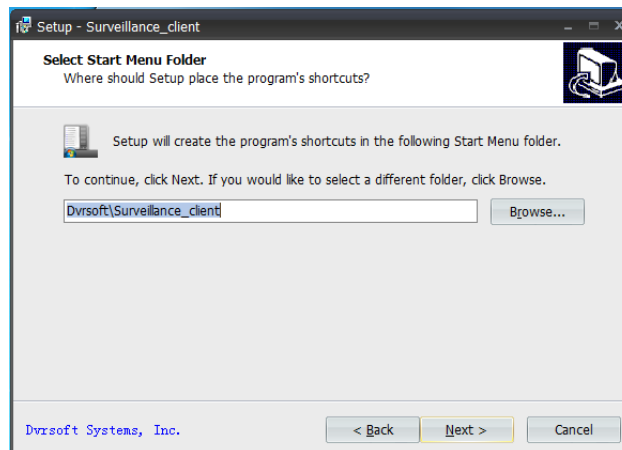 Setup - Surveillance_client
Select Start Menu Folder
Where should Setup place the program's shortcuts?
Setup will create the program's shortcuts in the following Start Menu folder.
To continue, click Next. If you would like to select a different folder, click Browse.
Dvrsoft\Surveillance_client
Browse...
Dvrsoft Systems, Inc.
< Back
Next >
Cancel